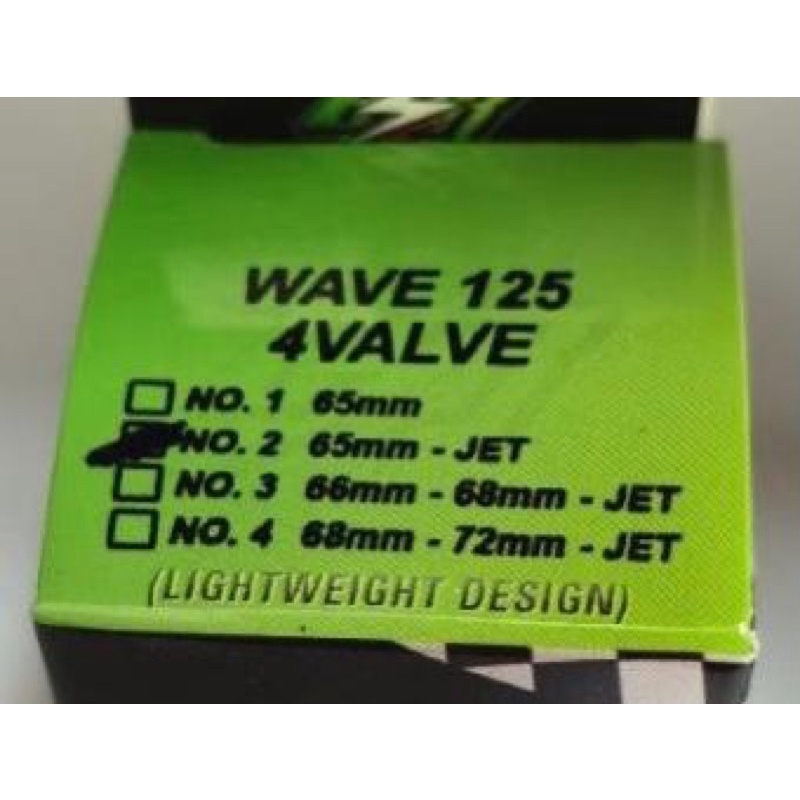 WAVE 125
4VALVE
NO. 1 65mm
NO. 2 65mm - JET
NO. 3 66mm - 68mm - JET
NO. 4 68mm - 72mm - JET
(LIGHTWEIGHT DESIGN)